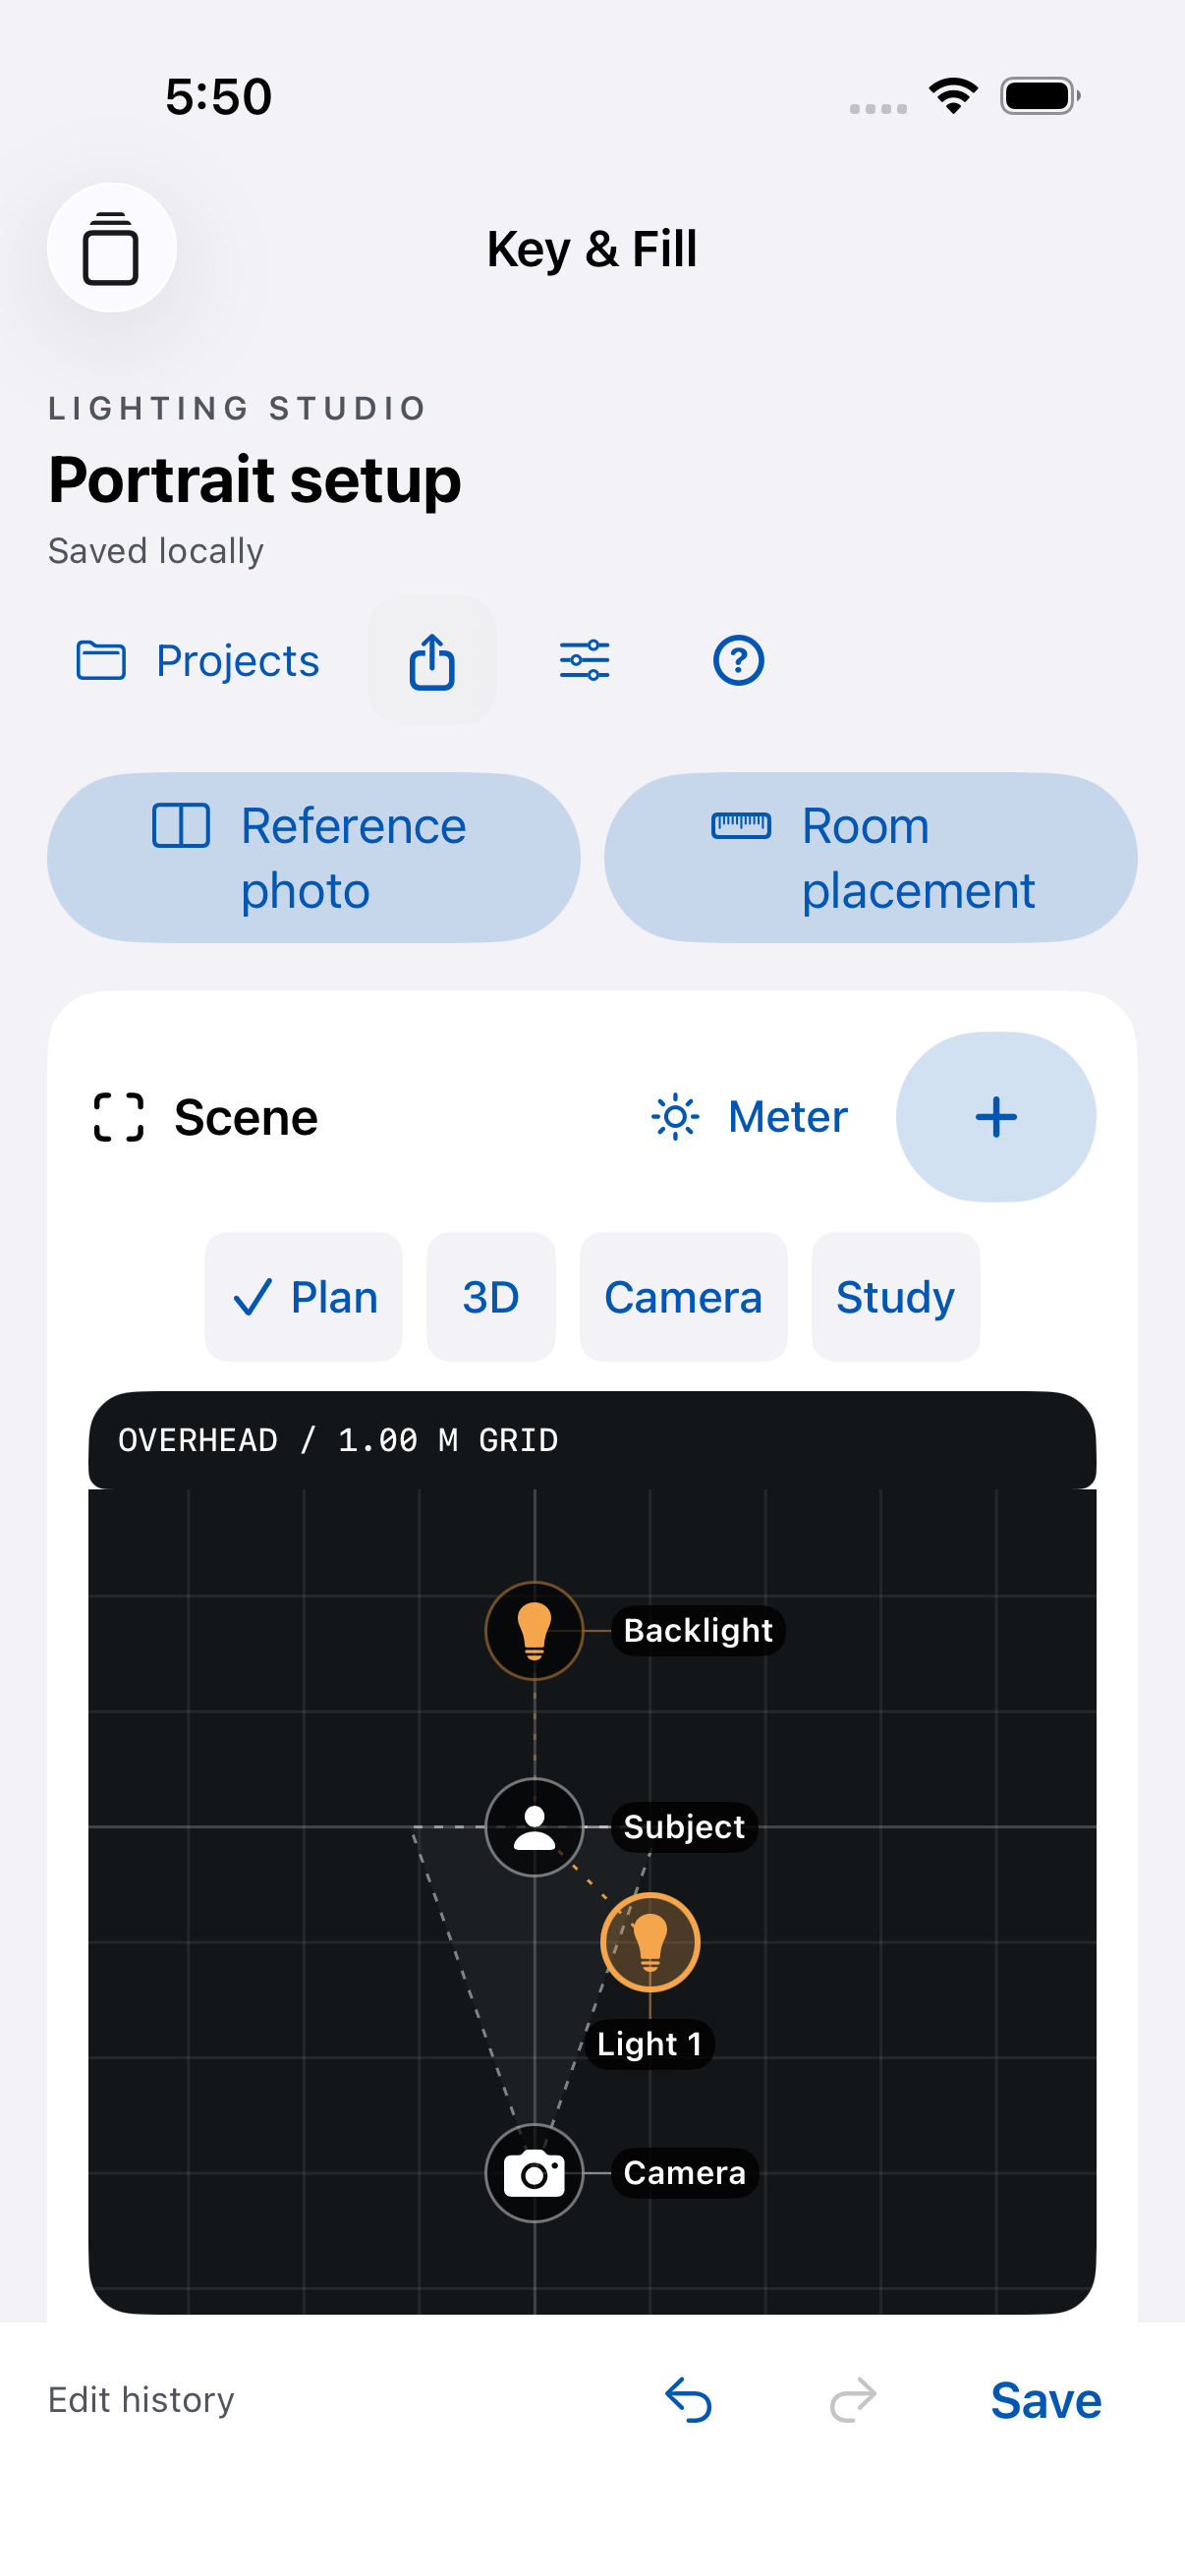 5:50
Key & Fill
LIGHTING STUDIO
Portrait setup
Saved locally
Projects
Reference
photo
Room
placement
Scene
Meter
Plan
3D
Camera
Study
OVERHEAD / 1.00 M GRID
Backlight
Subject
Light 1
Camera
Edit history
Save